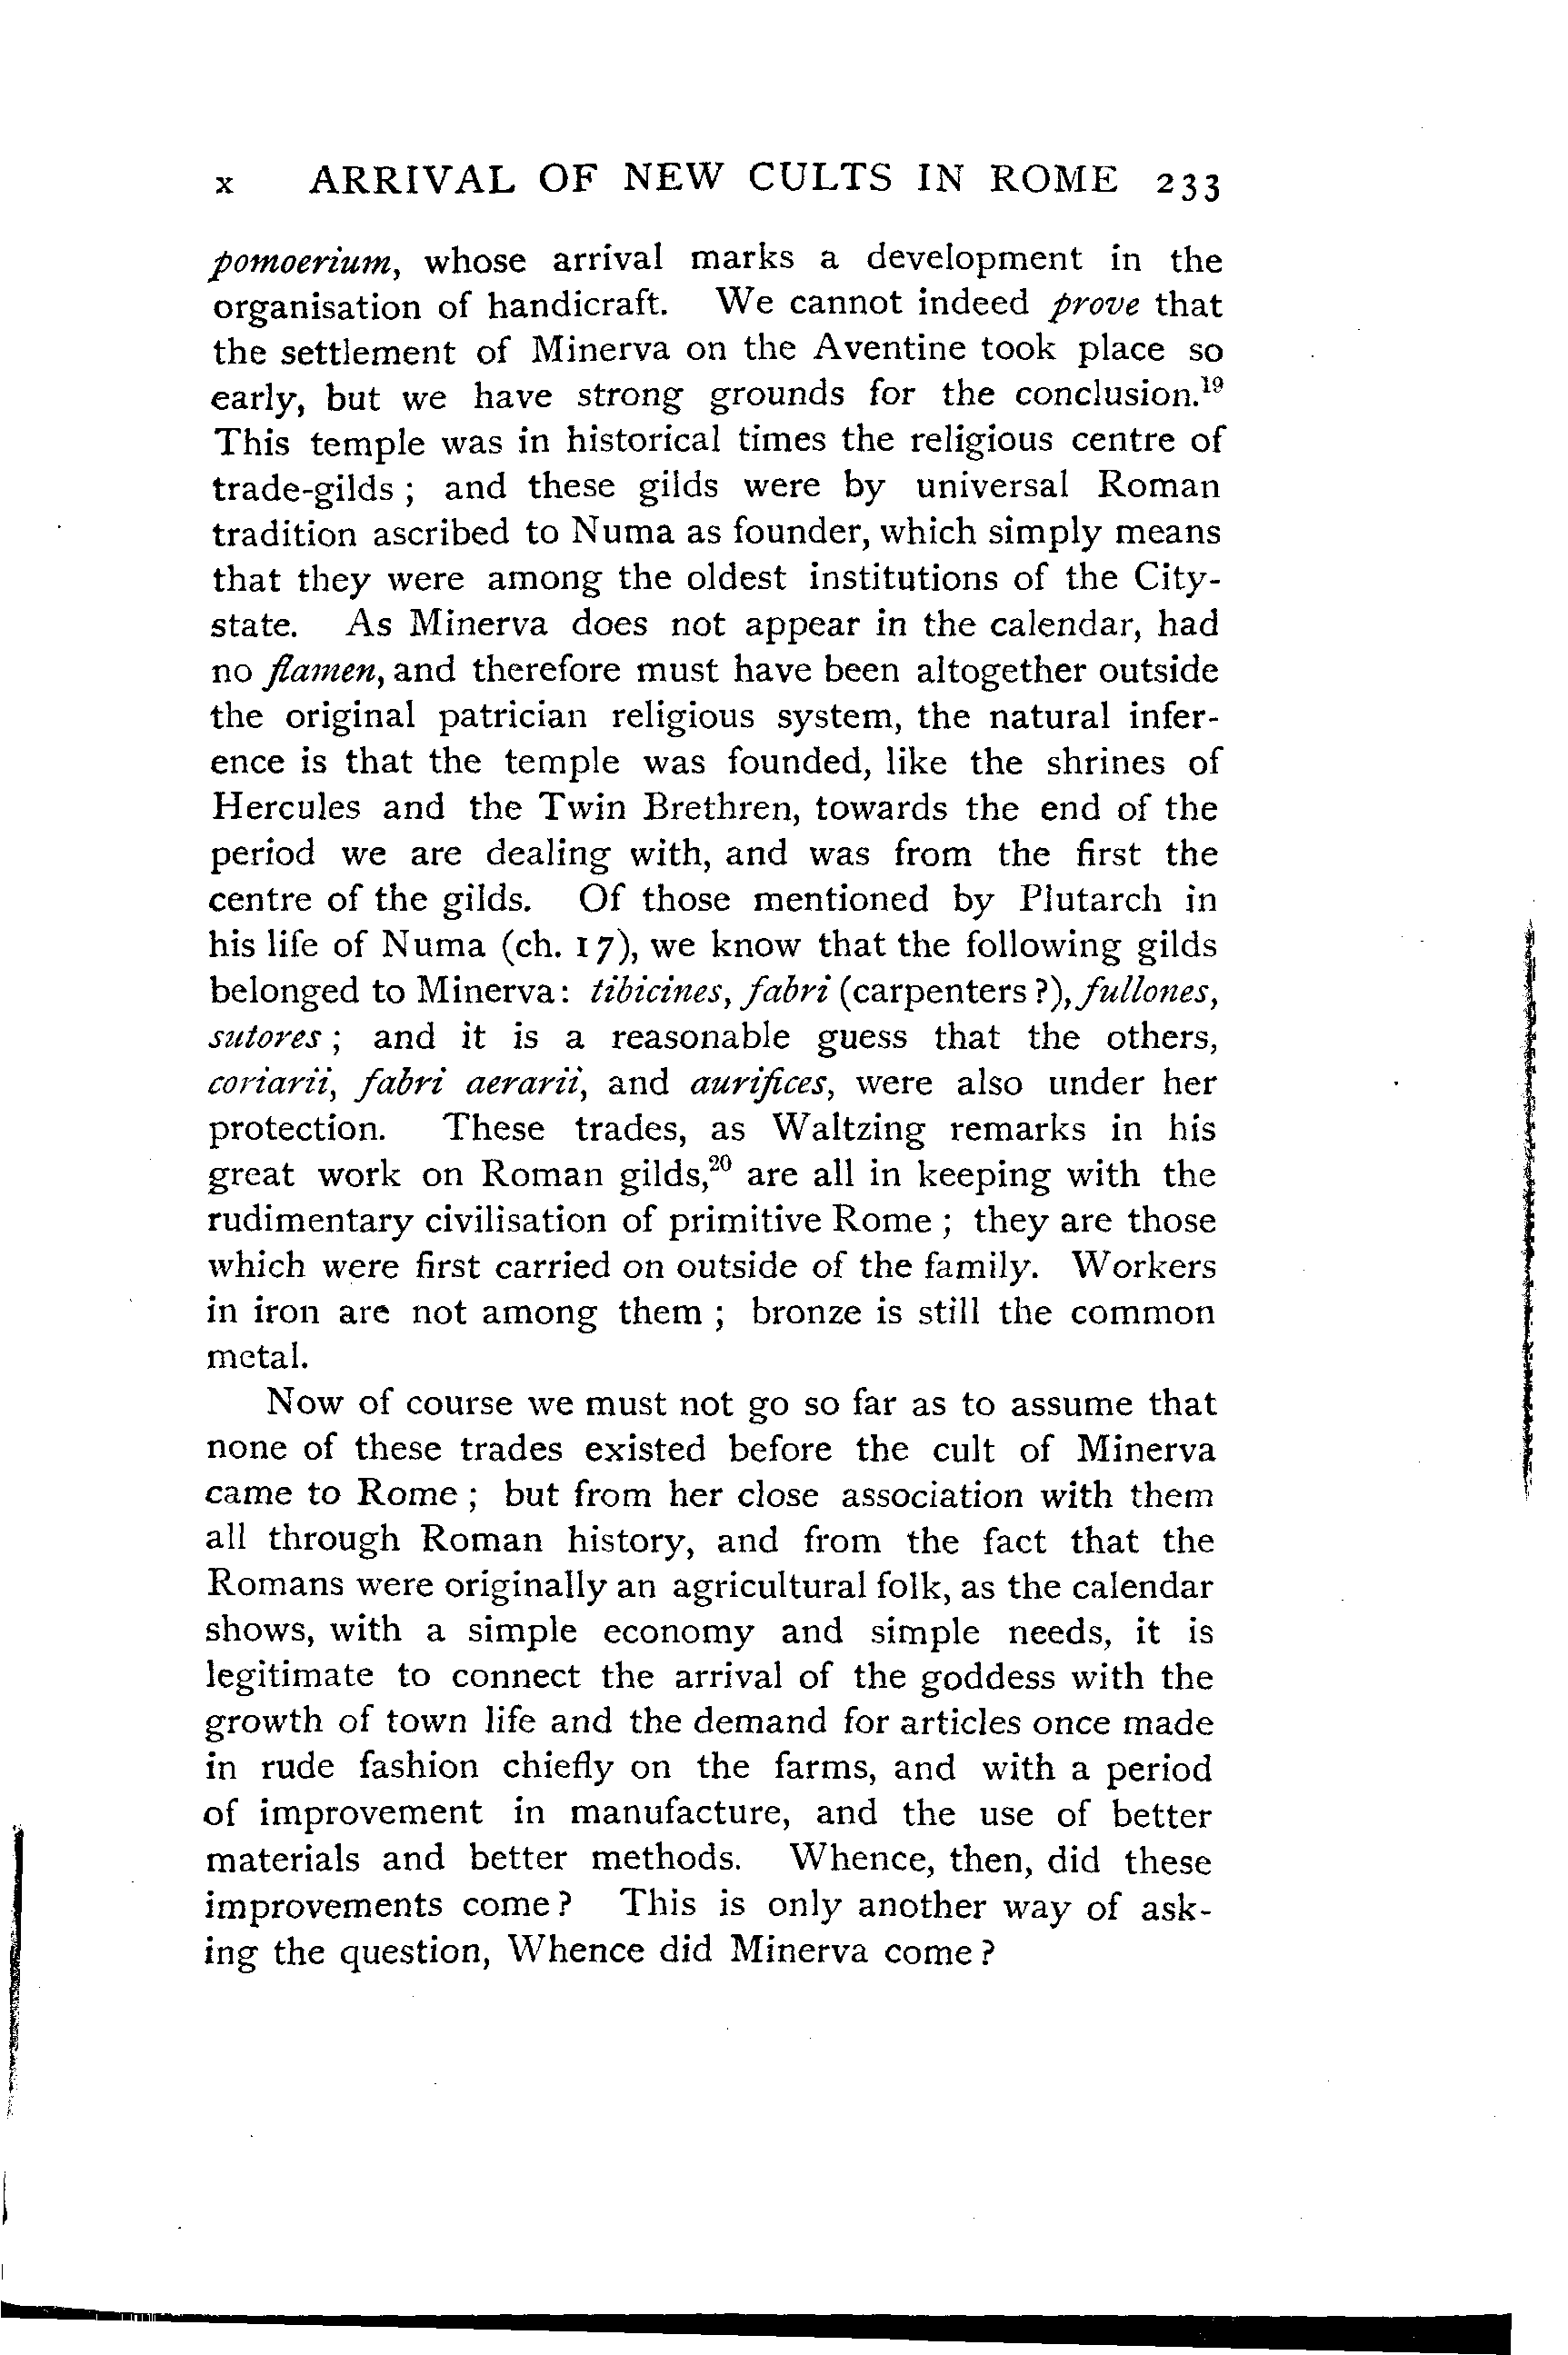 x ARRIVAL OF NEW CULTS IN ROME 233
pomoerium, whose arrival marks a development in the
organisation of handicraft. We cannot indeed prove that
the settlement of Minerva on the Aventine took place so
early, but we have strong grounds for the conclusion.¹⁹
This temple was in historical times the religious centre of
trade-gilds ; and these gilds were by universal Roman
tradition ascribed to Numa as founder, which simply means
that they were among the oldest institutions of the City-
state. As Minerva does not appear in the calendar, had
no flamen, and therefore must have been altogether outside
the original patrician religious system, the natural infer-
ence is that the temple was founded, like the shrines of
Hercules and the Twin Brethren, towards the end of the
period we are dealing with, and was from the first the
centre of the gilds. Of those mentioned by Plutarch in
his life of Numa (ch. 17), we know that the following gilds
belonged to Minerva: tibicines, fabri (carpenters ?), fullones,
sutores ; and it is a reasonable guess that the others,
coriarii, fabri aerarii, and aurifices, were also under her
protection. These trades, as Waltzing remarks in his
great work on Roman gilds,²⁰ are all in keeping with the
rudimentary civilisation of primitive Rome ; they are those
which were first carried on outside of the family. Workers
in iron are not among them ; bronze is still the common
metal.
Now of course we must not go so far as to assume that
none of these trades existed before the cult of Minerva
came to Rome ; but from her close association with them
all through Roman history, and from the fact that the
Romans were originally an agricultural folk, as the calendar
shows, with a simple economy and simple needs, it is
legitimate to connect the arrival of the goddess with the
growth of town life and the demand for articles once made
in rude fashion chiefly on the farms, and with a period
of improvement in manufacture, and the use of better
materials and better methods. Whence, then, did these
improvements come ? This is only another way of ask-
ing the question, Whence did Minerva come ?